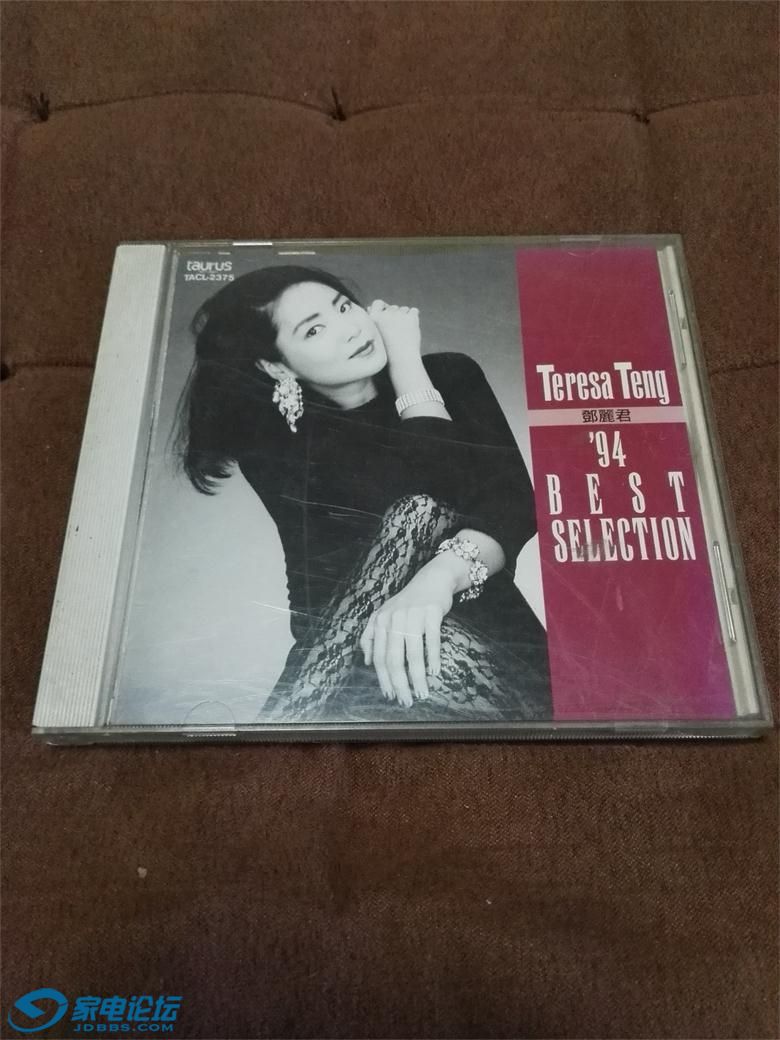 taurus
TACL-2375
Teresa Teng
鄧麗君
'94
BEST
SELECTION
家电论坛
JDBBS.COM